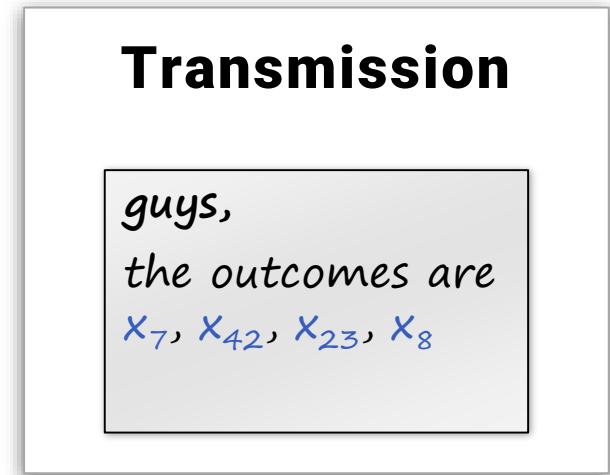 Transmission
guys,
the outcomes are
x₇, x₄₂, x₂₃, x₈